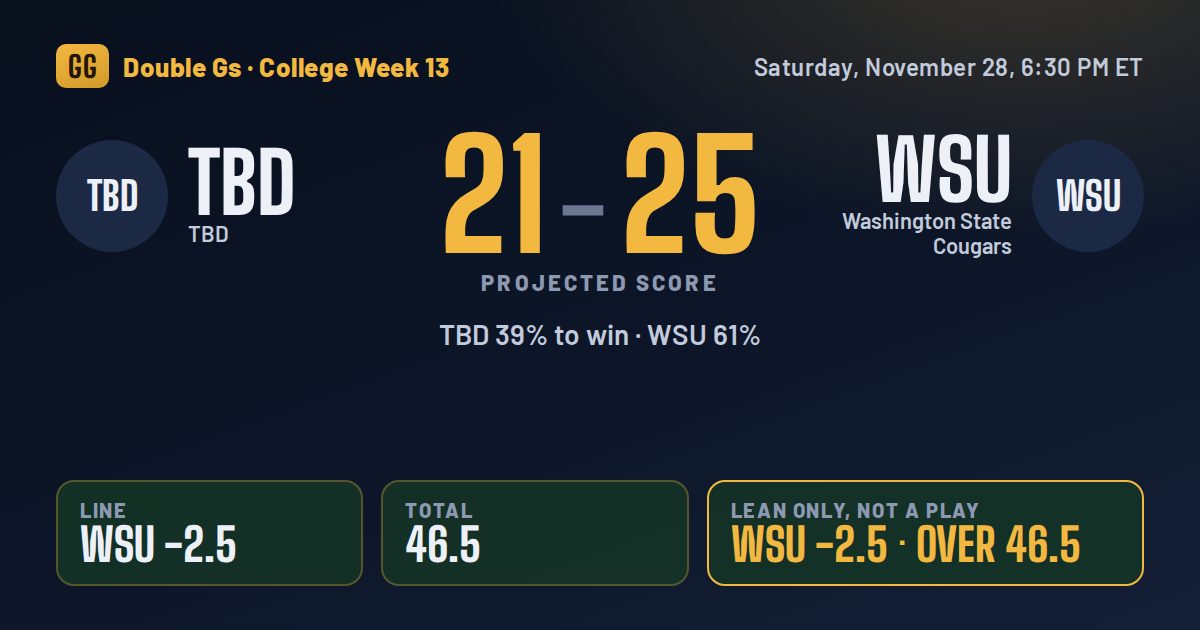 GG
Double Gs · College Week 13
Saturday, November 28, 6:30 PM ET
TBD
TBD
TBD
21 – 25
PROJECTED SCORE
TBD 39% to win · WSU 61%
WSU
Washington State
Cougars
WSU
LINE
WSU −2.5
TOTAL
46.5
LEAN ONLY, NOT A PLAY
WSU −2.5 · OVER 46.5